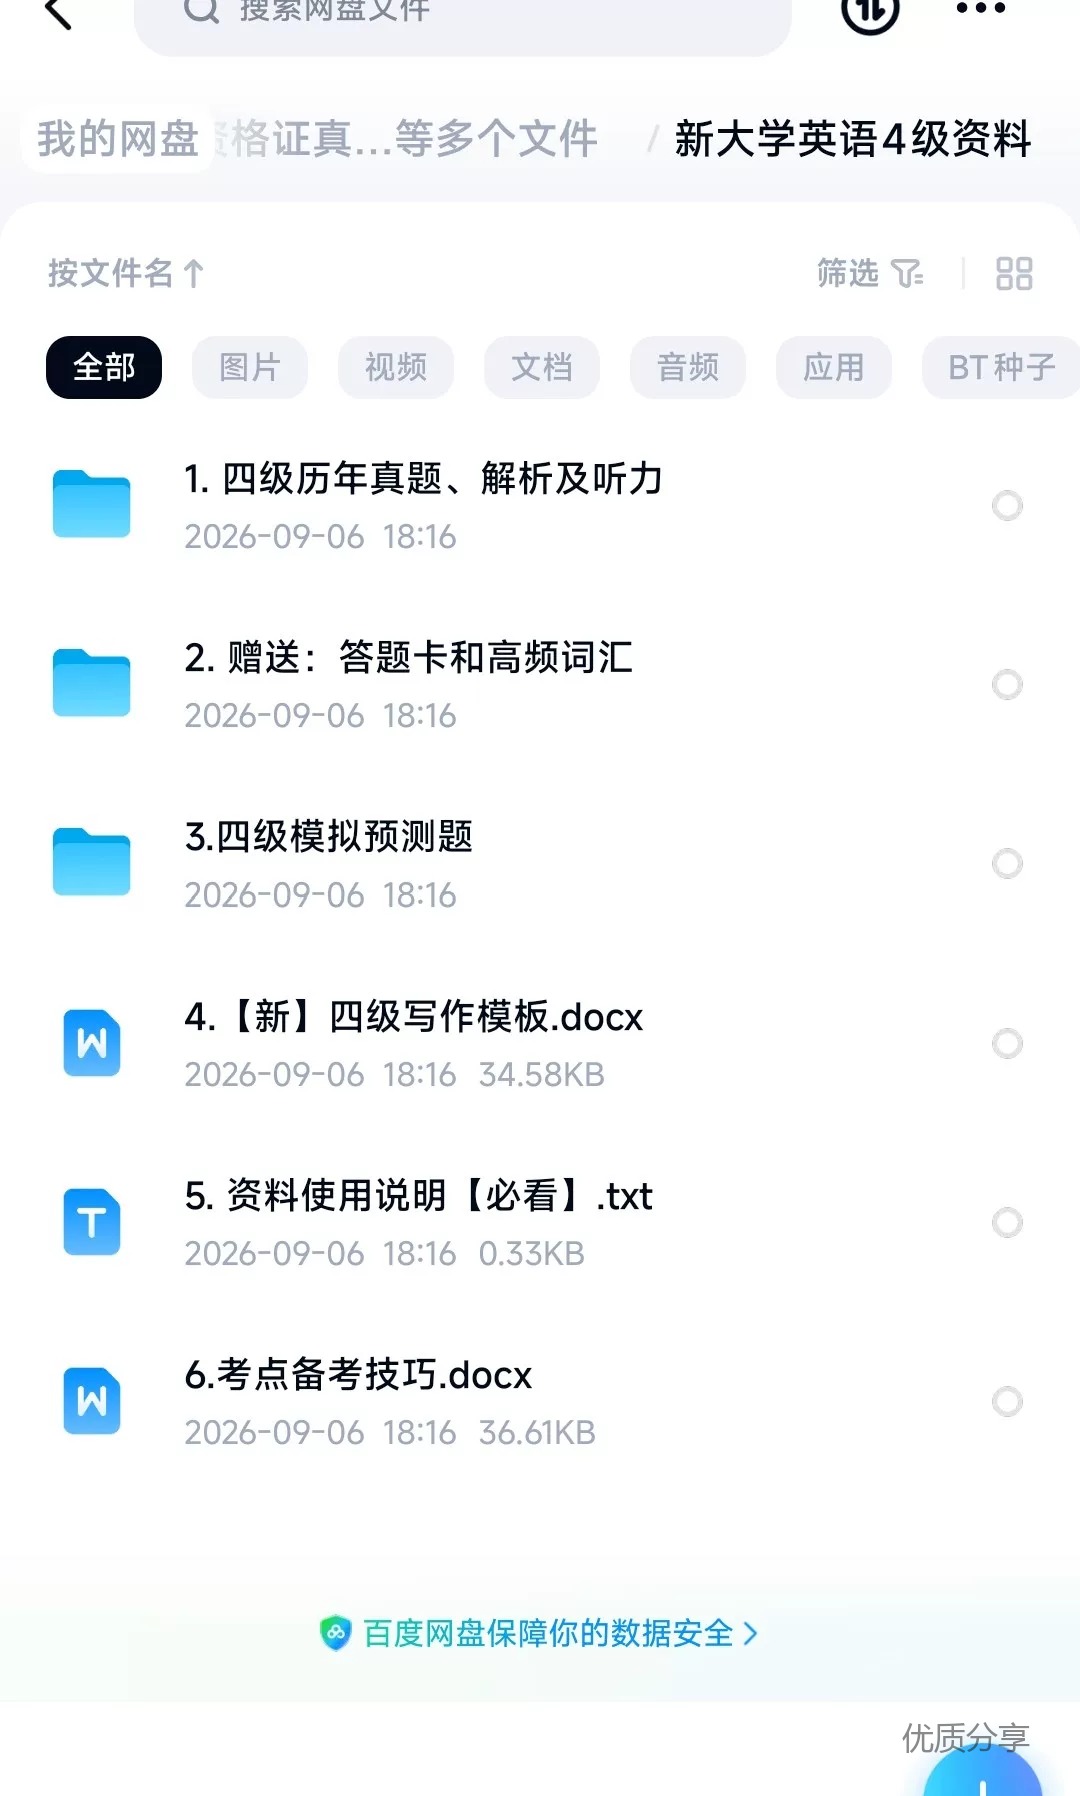 搜索网盘文件
我的网盘 资格证真...等多个文件 / 新大学英语4级资料
按文件名↑ 筛选
全部 图片 视频 文档 音频 应用 BT种子
1. 四级历年真题、解析及听力
2026-09-06 18:16
2. 赠送：答题卡和高频词汇
2026-09-06 18:16
3.四级模拟预测题
2026-09-06 18:16
4.【新】四级写作模板.docx
2026-09-06 18:16 34.58KB
5. 资料使用说明【必看】.txt
2026-09-06 18:16 0.33KB
6.考点备考技巧.docx
2026-09-06 18:16 36.61KB
百度网盘保障你的数据安全
优质分享